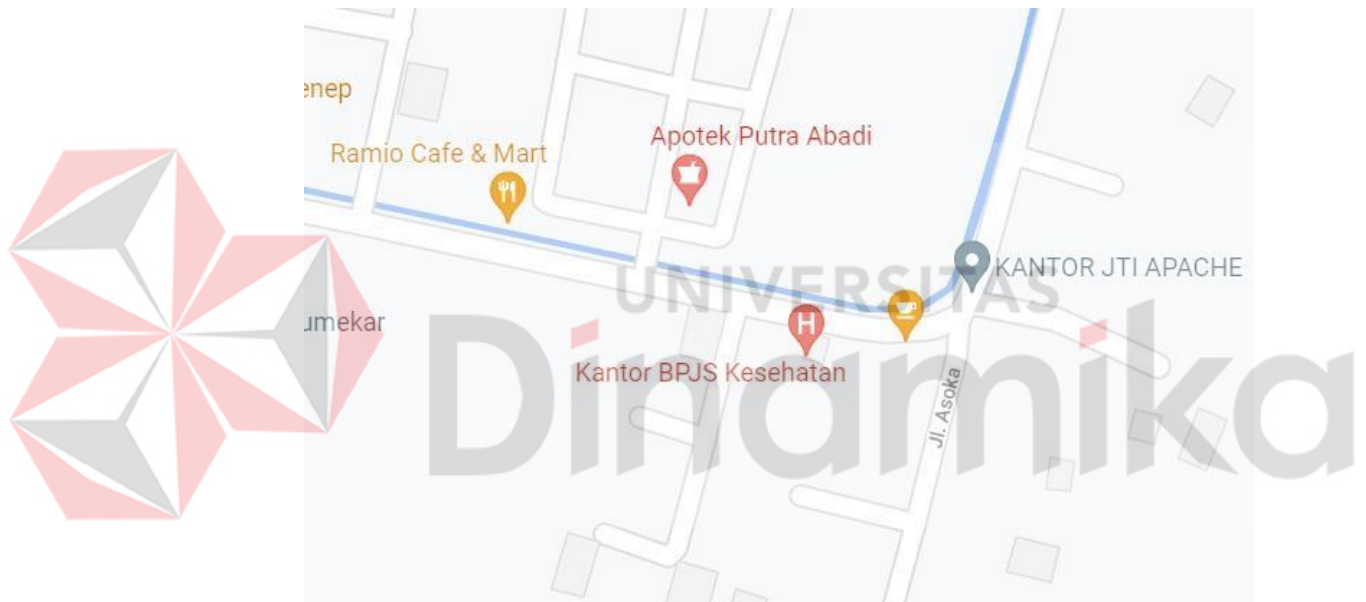 enep
Apotek Putra Abadi
Ramio Cafe & Mart
KANTOR JTI APACHE
UNIVERSITAS
umekar
H
Dinamika
Kantor BPJS Kesehatan
Jl. Asoka